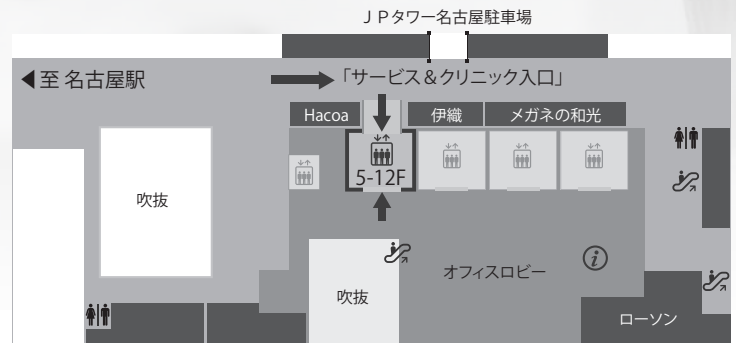 ＪＰタワー名古屋駐車場
◀至 名古屋駅
「サービス＆クリニック入口」
Hacoa
伊織
メガネの和光
5-12F
吹抜
オフィスロビー
i
吹抜
ローソン